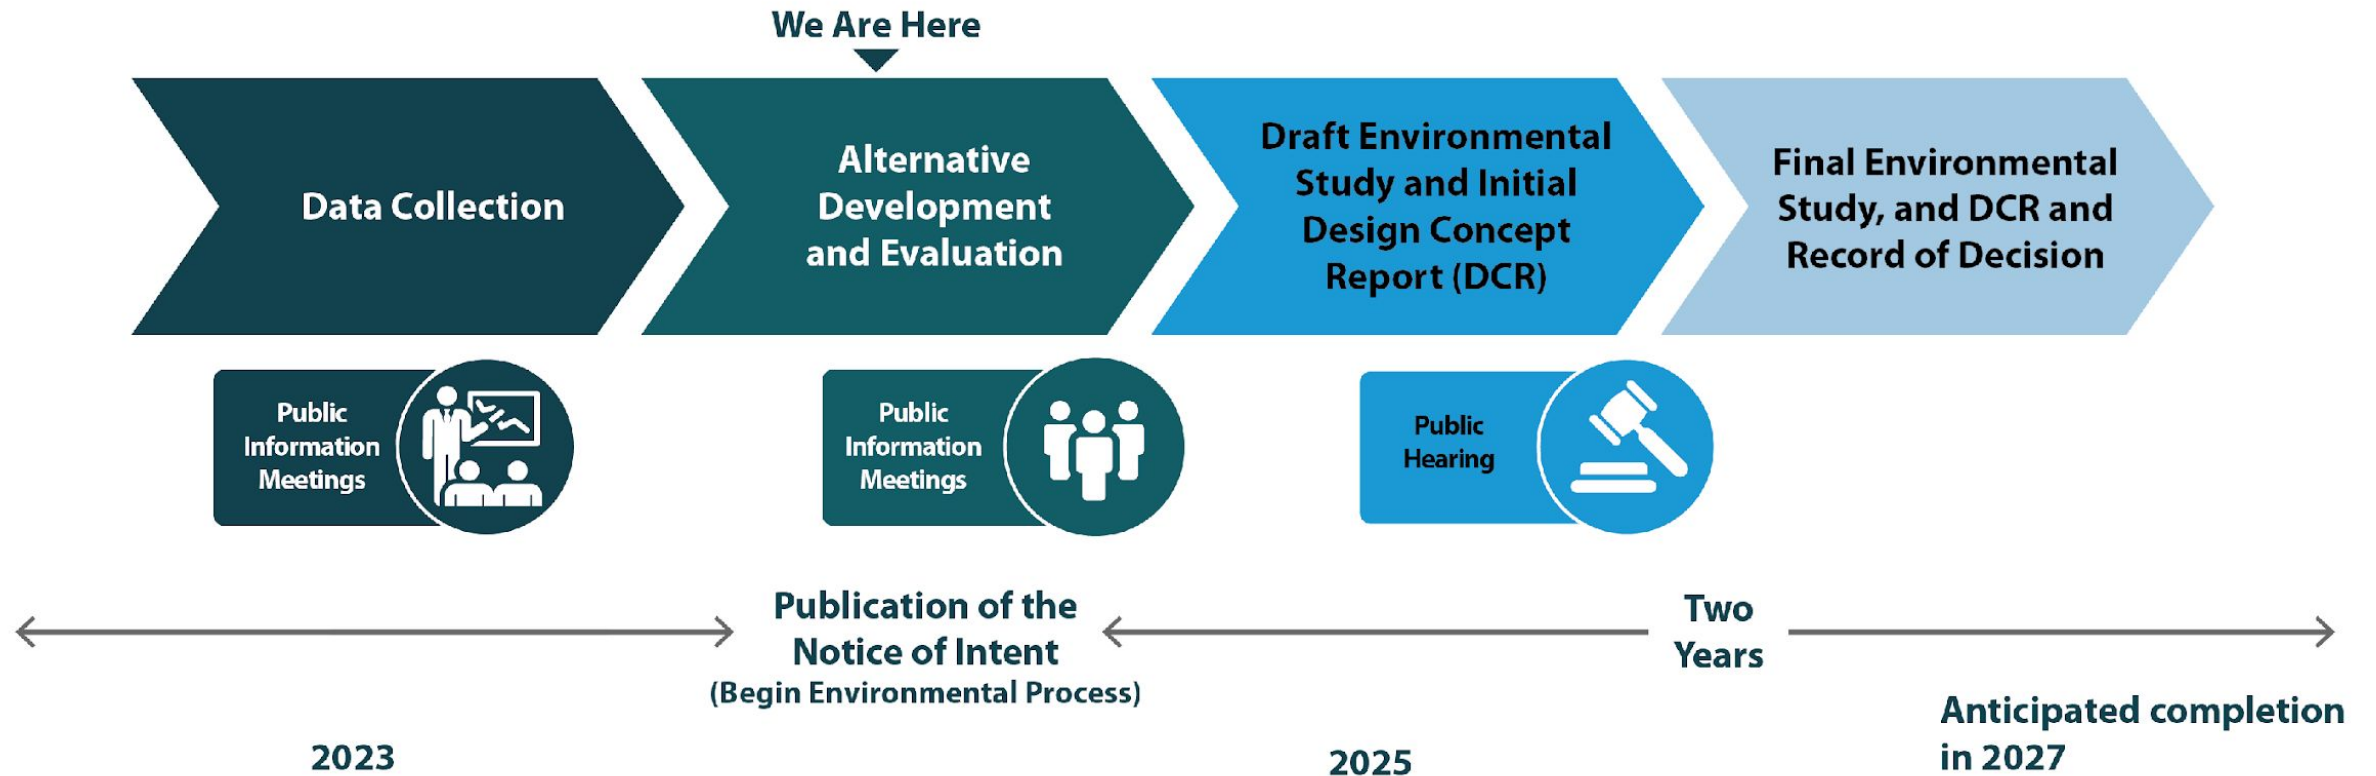 We Are Here
Data Collection
Alternative
Development
and Evaluation
Draft Environmental
Study and Initial
Design Concept
Report (DCR)
Final Environmental
Study, and DCR and
Record of Decision
Public
Information
Meetings
Public
Information
Meetings
Public
Hearing
Publication of the
Notice of Intent
(Begin Environmental Process)
Two
Years
2023
2025
Anticipated completion
in 2027